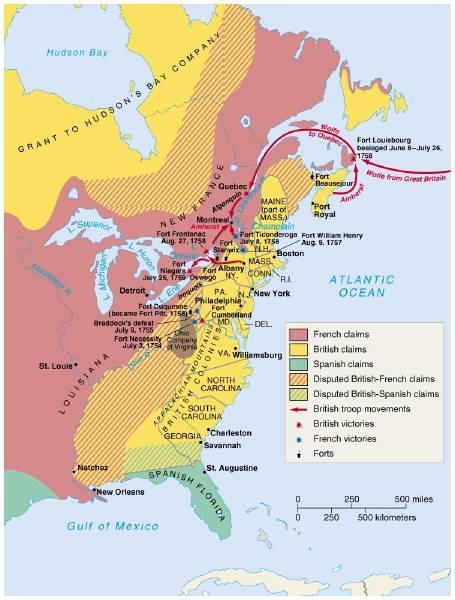 Hudson Bay
GRANT TO HUDSON'S BAY COMPANY
NEW FRANCE
Wolfe
to Quebec
Fort Louisbourg
besieged June 8–July 26,
1758
Wolfe from Great Britain
Amherst
Fort
Beausejour
Port
Royal
Quebec
Algonquin
MAINE
(part of
MASS.)
Montreal
Amherst
L. Champlain
Fort Frontenac
Aug. 27, 1758
Fort Ticonderoga
July 8, 1758
Fort William Henry
Aug. 9, 1757
Fort
Stanwix
N.H.
Boston
L. Superior
L. Huron
L. Michigan
Ontario
L. Erie
Mississippi R.
Albany
MASS.
Niagara
July 25, 1759
Fort
Fort
Oswego
N.Y.
CONN.
R.I.
Iroquois
Detroit
New York
PA.
N.J.
Fort Duquesne
(became Fort Pitt, 1758)
Philadelphia
Fort
Cumberland
Braddock's defeat
July 9, 1755
MD.
DEL.
Fort Necessity
July 3, 1754
Ohio
Company
of Virginia
Ohio R.
ATLANTIC
OCEAN
VA.
Williamsburg
St. Louis
LOUISIANA
APPALACHIAN MOUNTAINS
BRITISH COLONIES
NORTH
CAROLINA
SOUTH
CAROLINA
GEORGIA
Charleston
Savannah
Natchez
St. Augustine
New Orleans
SPANISH FLORIDA
Gulf of Mexico
French claims
British claims
Spanish claims
Disputed British-French claims
Disputed British-Spanish claims
British troop movements
British victories
French victories
Forts
0 250 500 miles
0 250 500 kilometers